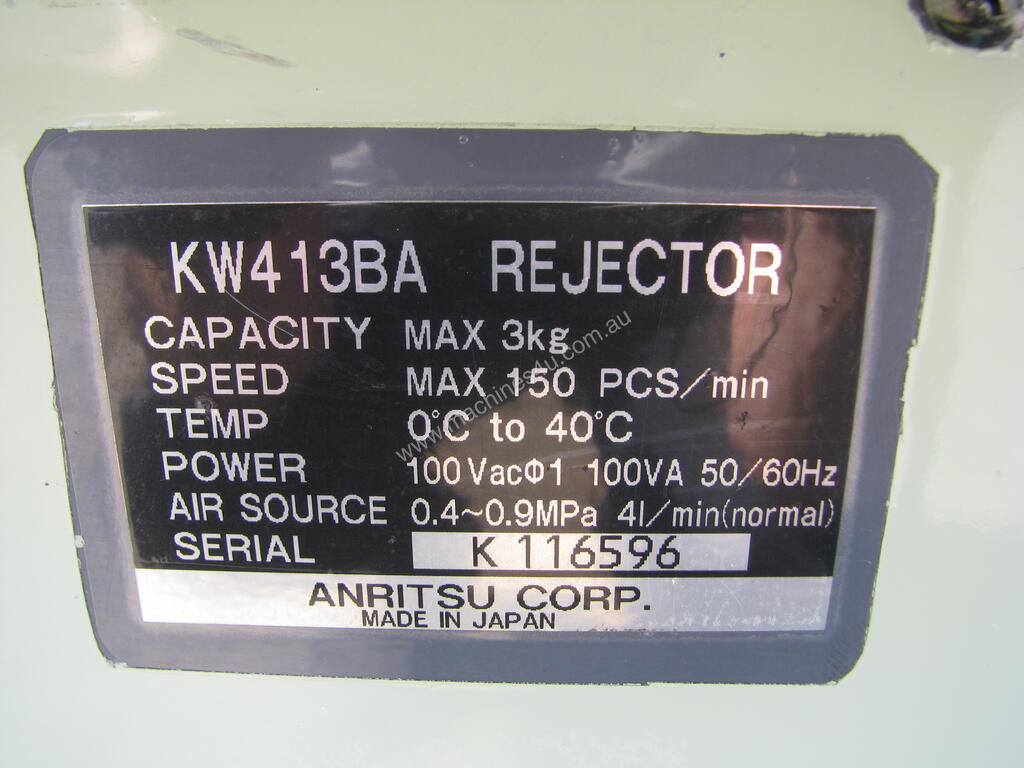 KW413BA REJECTOR
CAPACITY MAX 3kg
SPEED MAX 150 PCS/min
TEMP 0°C to 40°C
POWER 100VacΦ1 100VA 50/60Hz
AIR SOURCE 0.4~0.9MPa 4l/min(normal)
SERIAL K 116596
ANRITSU CORP.
MADE IN JAPAN
www.machines4u.com.au